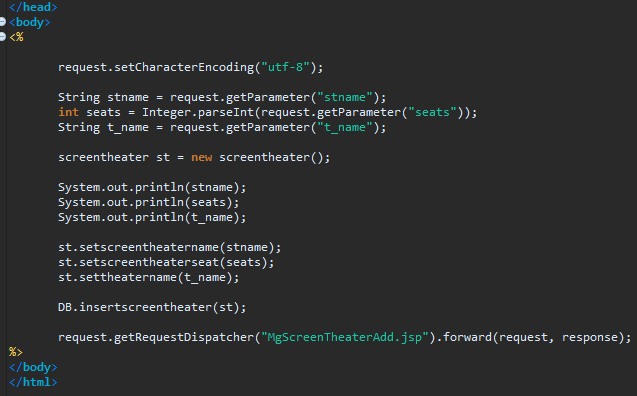 </head>
<body>
<%
request.setCharacterEncoding("utf-8");
String stname = request.getParameter("stname");
int seats = Integer.parseInt(request.getParameter("seats"));
String t_name = request.getParameter("t_name");
screentheater st = new screentheater();
System.out.println(stname);
System.out.println(seats);
System.out.println(t_name);
st.setscreentheatername(stname);
st.setscreentheaterseat(seats);
st.settheatername(t_name);
DB.insertscreentheater(st);
request.getRequestDispatcher("MgScreenTheaterAdd.jsp").forward(request, response);
%>
</body>
</html>